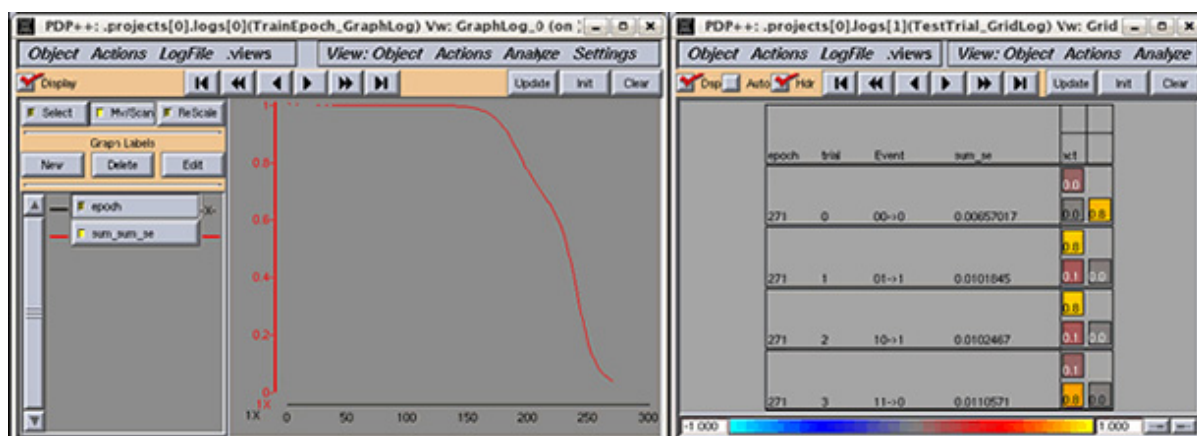 PDP++: .projects[0].logs[0](TrainEpoch_GraphLog) Vw: GraphLog_0 (on )
Object Actions LogFile .views View: Object Actions Analyze Settings
Display Update Init Clear
Select Mv/Scan ReScale
Graph Labels
New Delete Edit
epoch -X-
sum_sum_se
1
0.8
0.6
0.4
0.2
0
1X
1X 0 50 100 150 200 250 300
PDP++: .projects[0].logs[1](TestTrial_GridLog) Vw: Grid
Object Actions LogFile .views View: Object Actions Analyze
Disp Auto Hdr Update Init Clear
epoch trial Event sum_se
0.0
271 0 00->0 0.00657017 0.0 0.8
0.8
271 1 01->1 0.0101845 0.1 0.0
0.8
271 2 10->1 0.0102467 0.1 0.0
0.1
271 3 11->0 0.0110571 0.8 0.0
-1.000 1.000